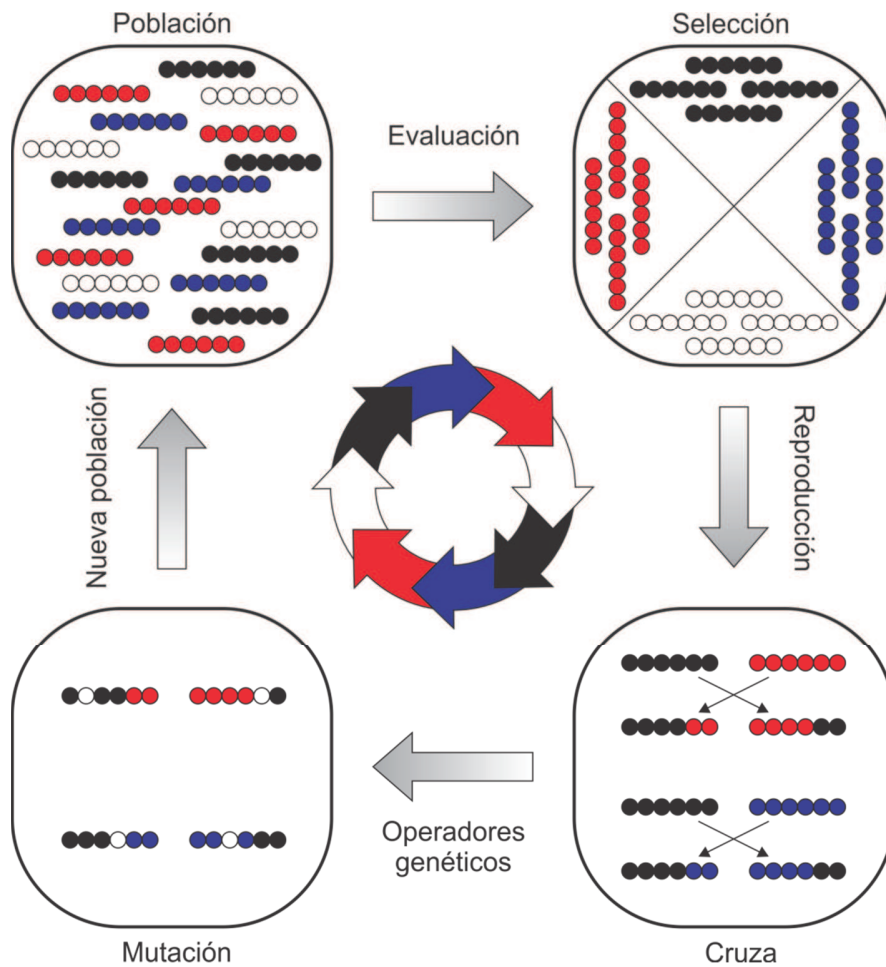 Población
Selección
Evaluación
Nueva población
Reproducción
Operadores
genéticos
Mutación
Cruza